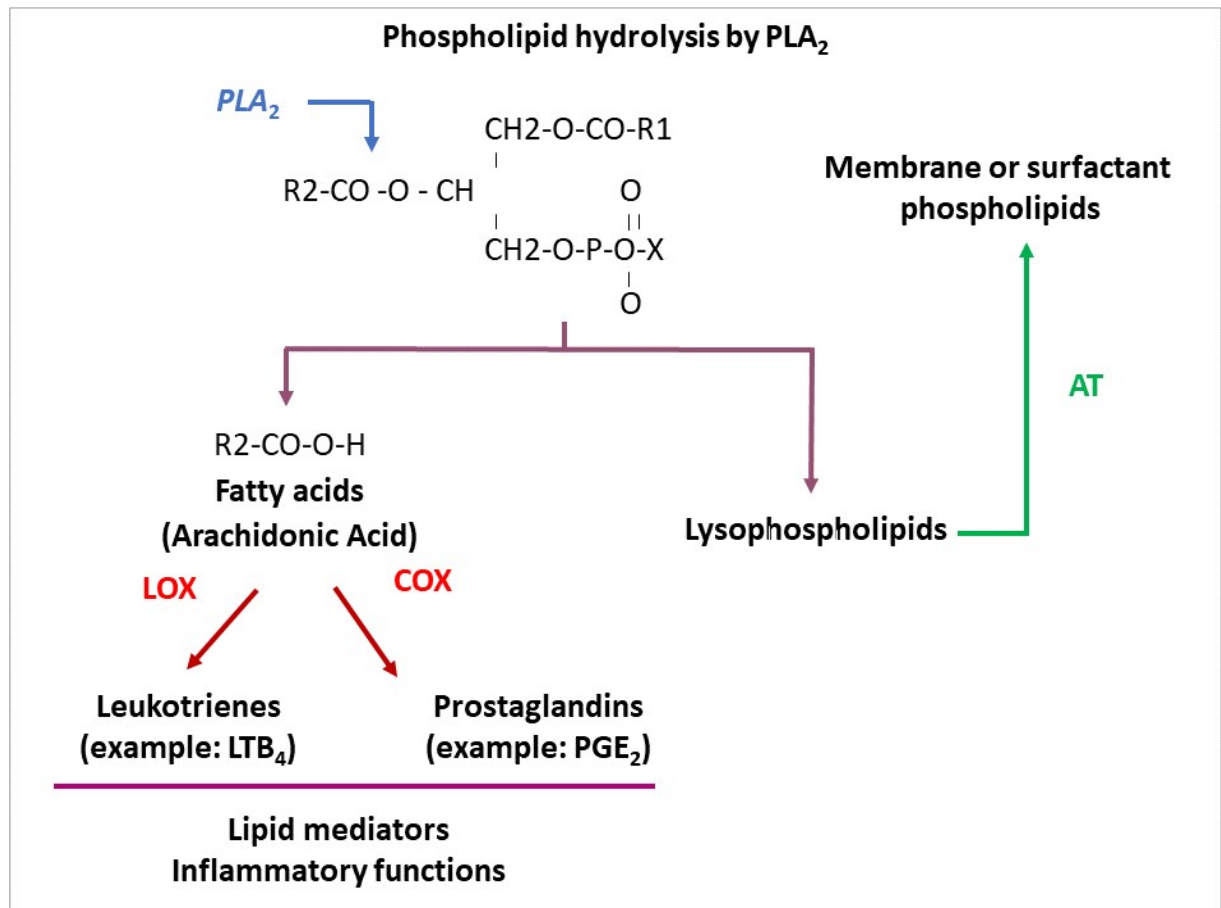 Phospholipid hydrolysis by PLA₂
PLA₂
CH2-O-CO-R1
R2-CO -O - CH
O
CH2-O-P-O-X
O
Membrane or surfactant
phospholipids
AT
R2-CO-O-H
Fatty acids
(Arachidonic Acid)
Lysophospholipids
LOX
COX
Leukotrienes
(example: LTB₄)
Prostaglandins
(example: PGE₂)
Lipid mediators
Inflammatory functions